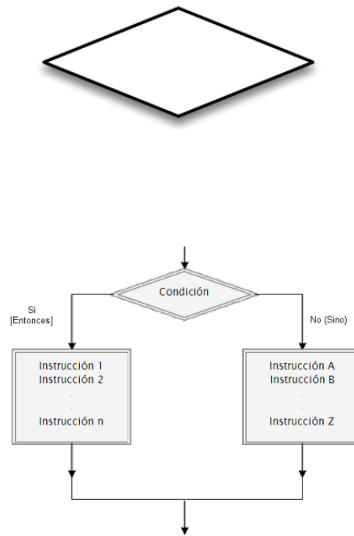 Condición
Si
[Entonces]
No (Sino)
Instrucción 1
Instrucción 2
.
.
Instrucción n
Instrucción A
Instrucción B
.
.
Instrucción Z